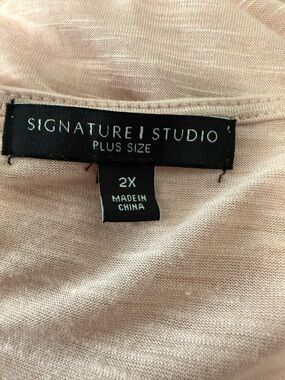 SIGNATURE | STUDIO
PLUS SIZE
2X
MADE IN
CHINA